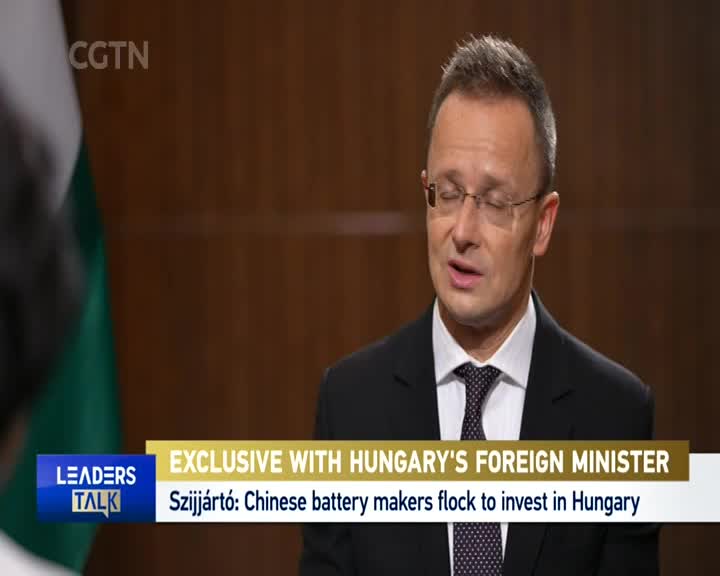 CGTN
EXCLUSIVE WITH HUNGARY'S FOREIGN MINISTER
LEADERS
TALK
Szijjártó: Chinese battery makers flock to invest in Hungary